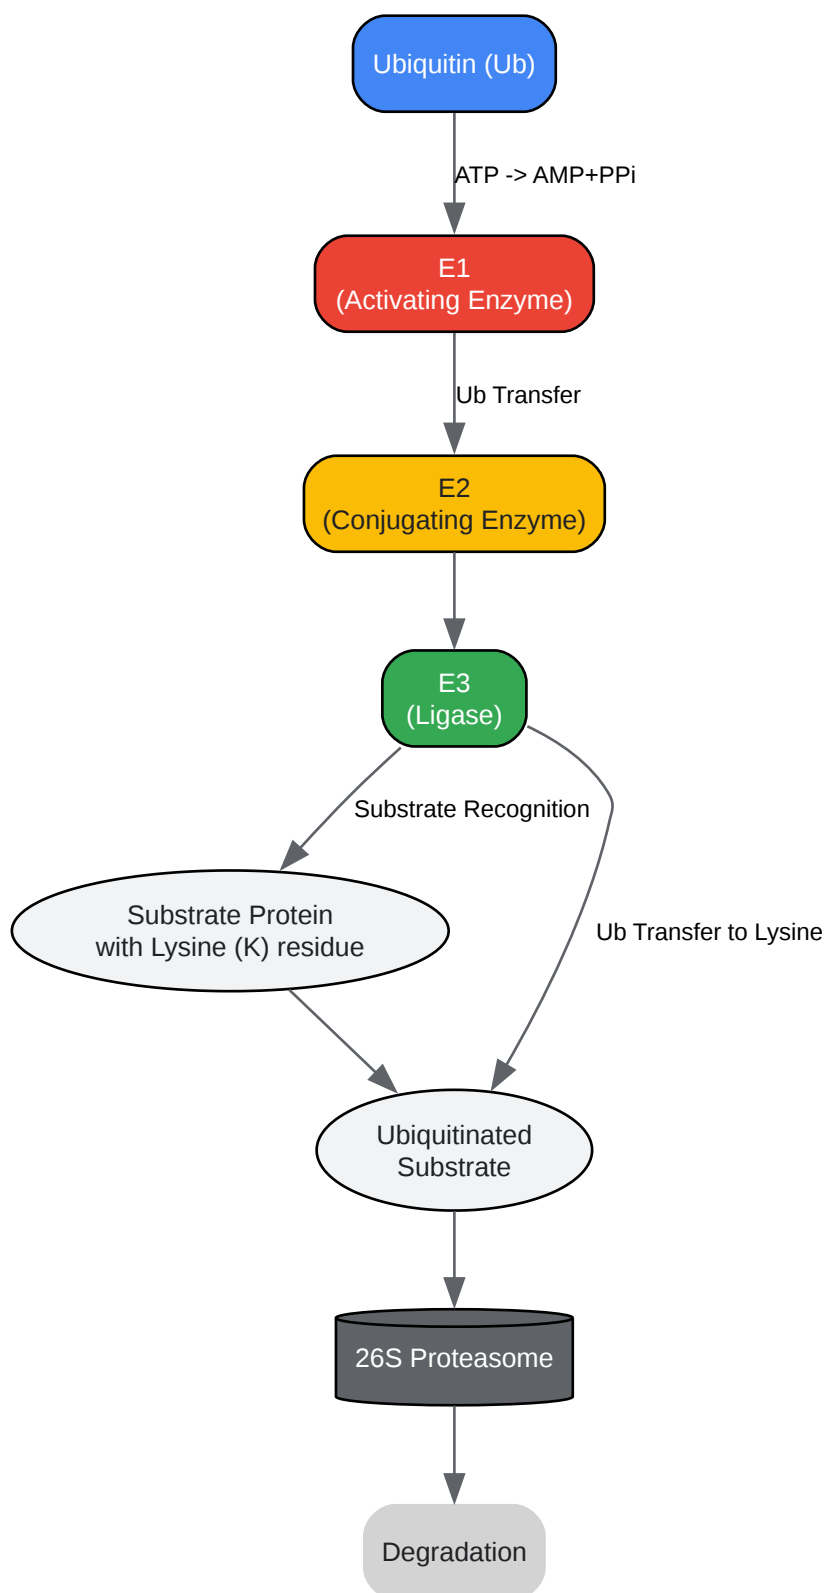 Ubiquitin (Ub)
ATP -> AMP+PPi
E1
(Activating Enzyme)
Ub Transfer
E2
(Conjugating Enzyme)
E3
(Ligase)
Substrate Recognition
Substrate Protein
with Lysine (K) residue
Ub Transfer to Lysine
Ubiquitinated
Substrate
26S Proteasome
Degradation